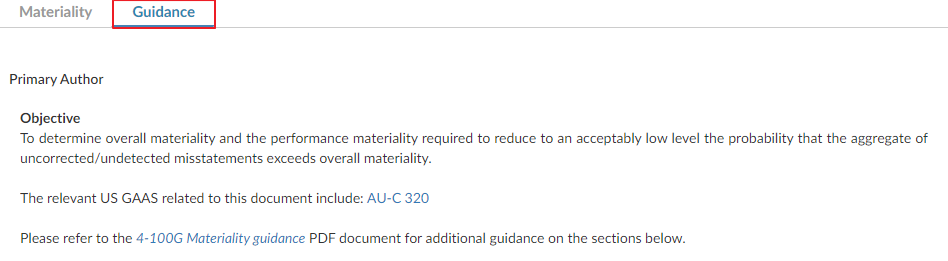 Materiality Guidance
Primary Author
Objective
To determine overall materiality and the performance materiality required to reduce to an acceptably low level the probability that the aggregate of
uncorrected/undetected misstatements exceeds overall materiality.
The relevant US GAAS related to this document include: AU-C 320
Please refer to the 4-100G Materiality guidance PDF document for additional guidance on the sections below.